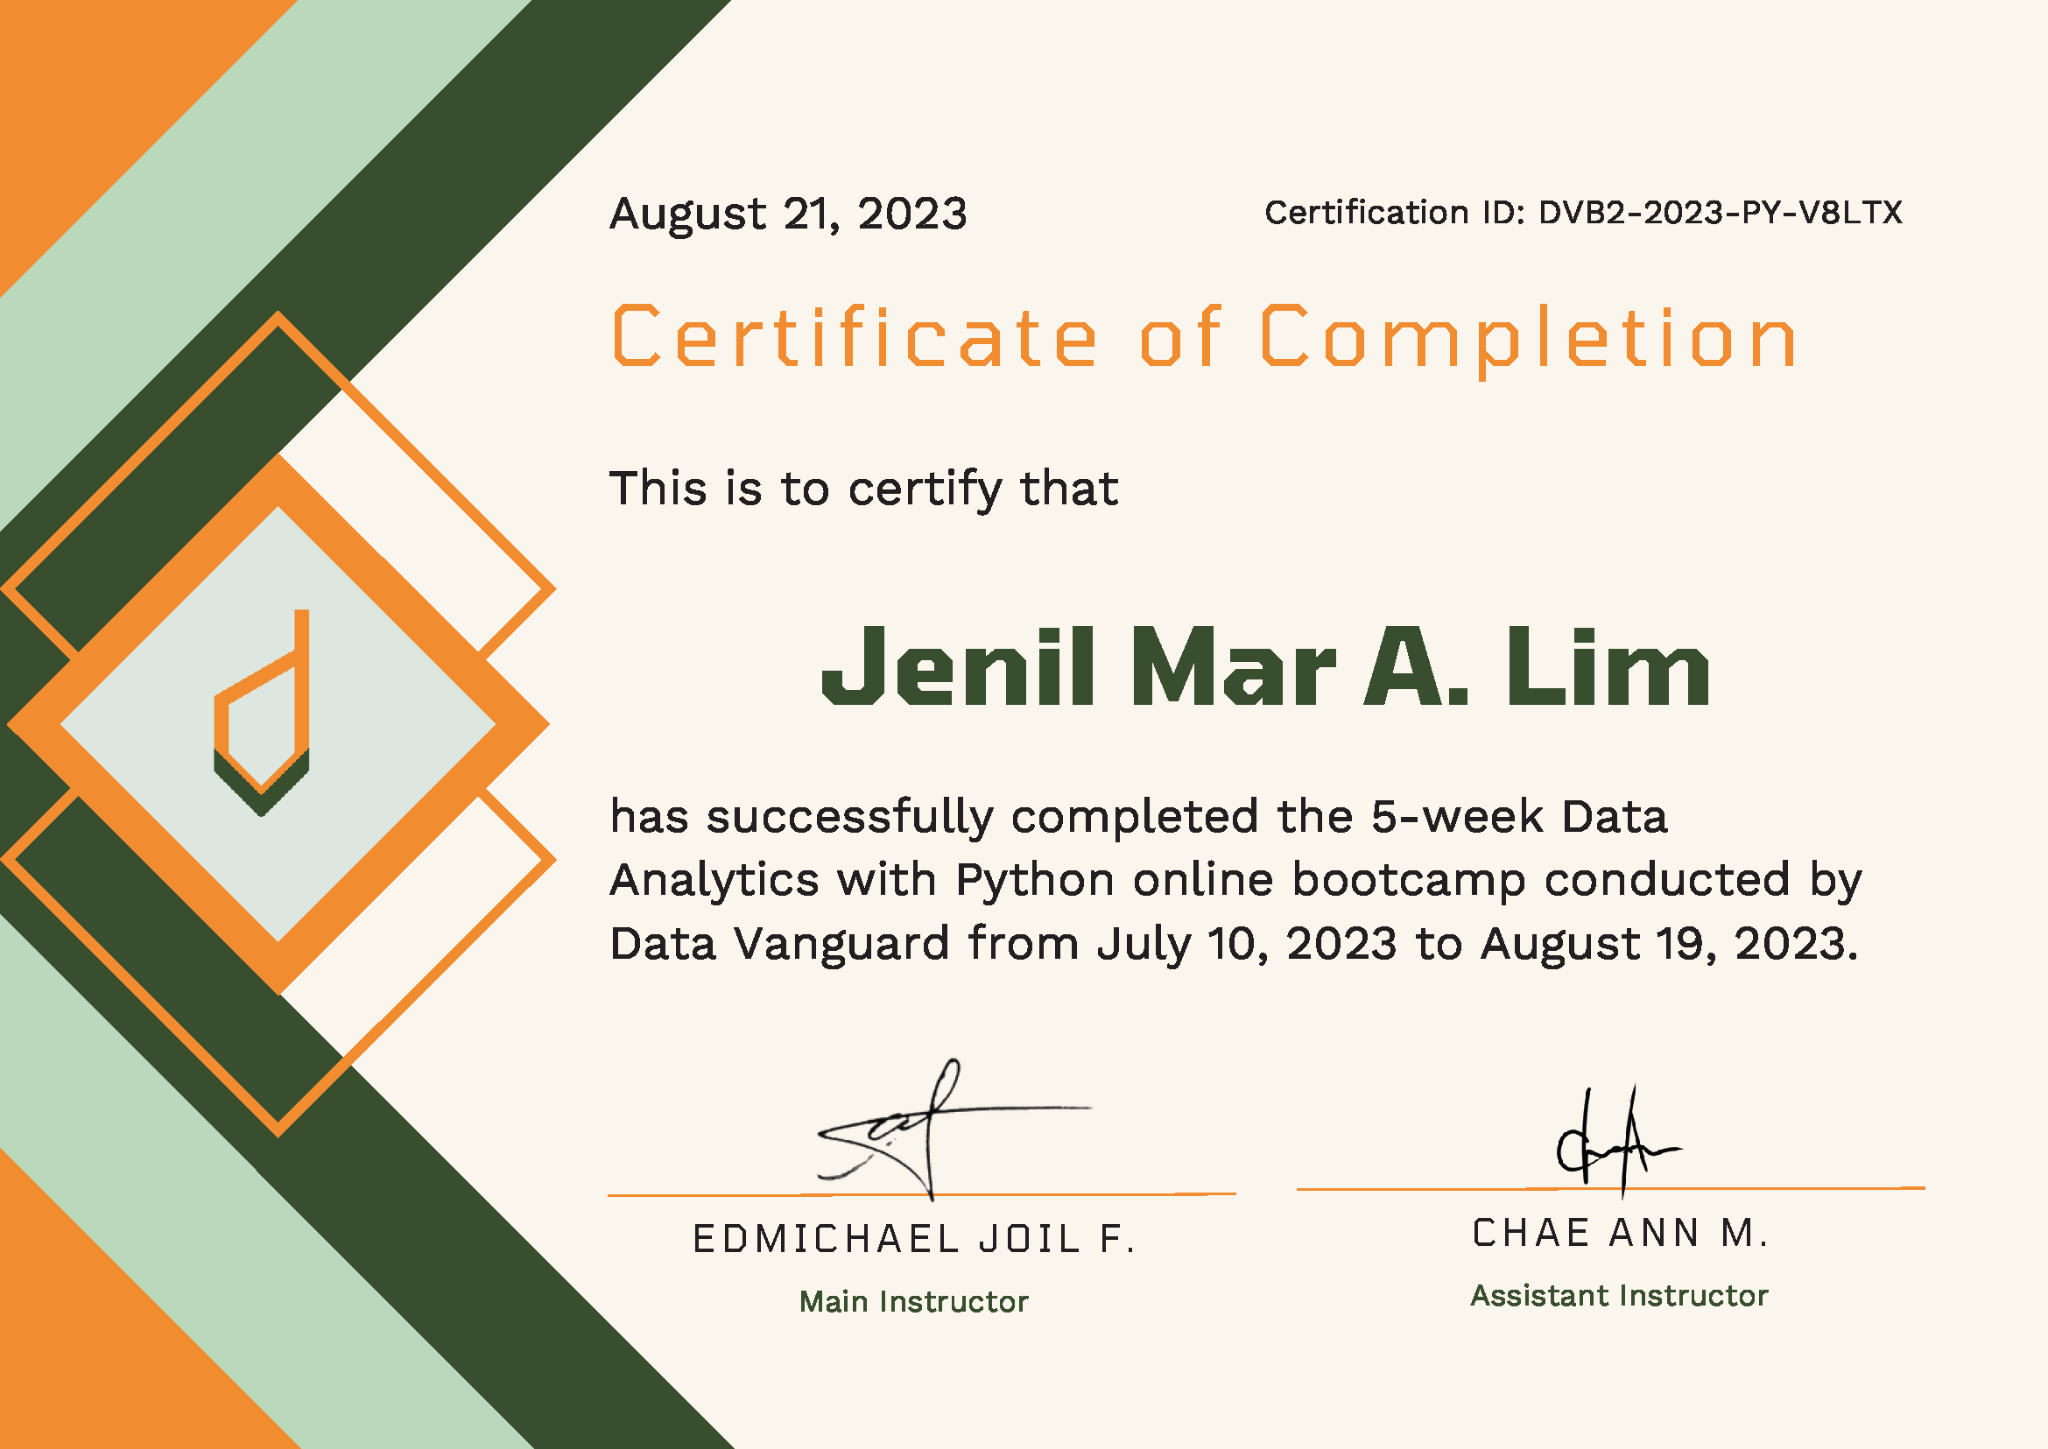 August 21, 2023
Certification ID: DVB2-2023-PY-V8LTX
Certificate of Completion
This is to certify that
Jenil Mar A. Lim
has successfully completed the 5-week Data
Analytics with Python online bootcamp conducted by
Data Vanguard from July 10, 2023 to August 19, 2023.
EDMICHAEL JOIL F.
Main Instructor
CHAE ANN M.
Assistant Instructor